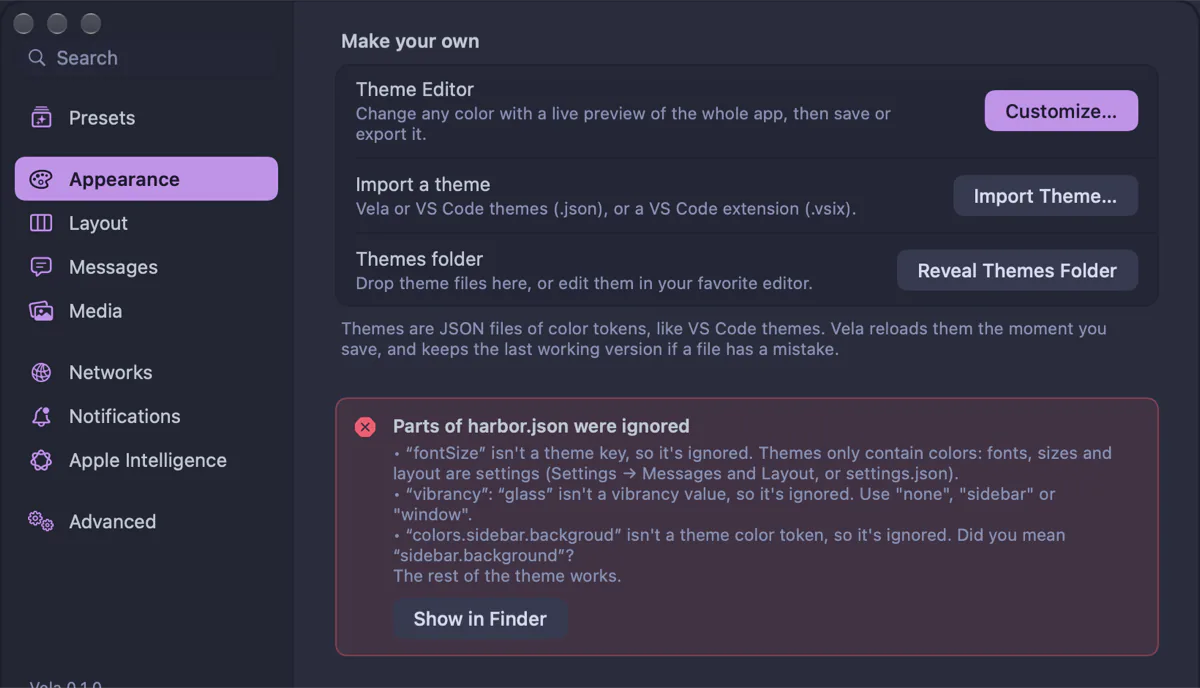 Search
Presets
Appearance
Layout
Messages
Media
Networks
Notifications
Apple Intelligence
Advanced
Vela 0.1.0
Make your own
Theme Editor
Change any color with a live preview of the whole app, then save or
export it.
Customize...
Import a theme
Vela or VS Code themes (.json), or a VS Code extension (.vsix).
Import Theme...
Themes folder
Drop theme files here, or edit them in your favorite editor.
Reveal Themes Folder
Themes are JSON files of color tokens, like VS Code themes. Vela reloads them the moment you
save, and keeps the last working version if a file has a mistake.
Parts of harbor.json were ignored
• “fontSize” isn't a theme key, so it's ignored. Themes only contain colors: fonts, sizes and
layout are settings (Settings → Messages and Layout, or settings.json).
• “vibrancy”: “glass” isn't a vibrancy value, so it's ignored. Use "none", "sidebar" or
"window".
• “colors.sidebar.backgroud” isn't a theme color token, so it's ignored. Did you mean
“sidebar.background”?
The rest of the theme works.
Show in Finder